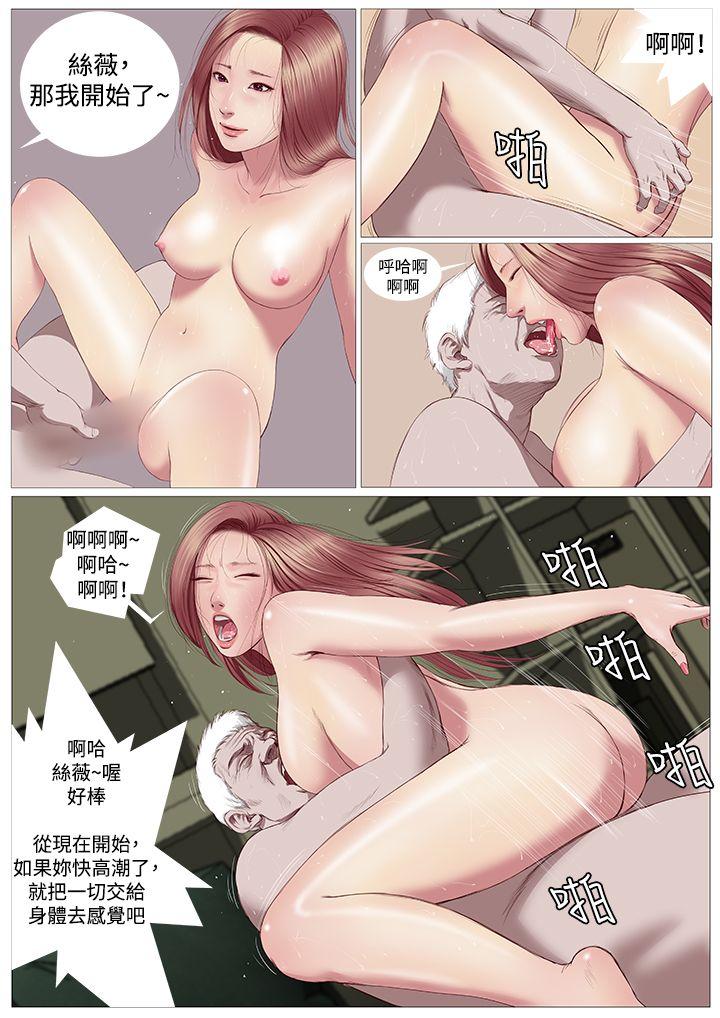 絲薇，
那我開始了~
啊啊!
啪
呼哈啊
啊啊
啊啊啊~
啊哈~
啊啊!
啪
啪
啪
啊哈
絲薇~喔
好棒
從現在開始，
如果妳快高潮了，
就把一切交給
身體去感覺吧
啪
啪